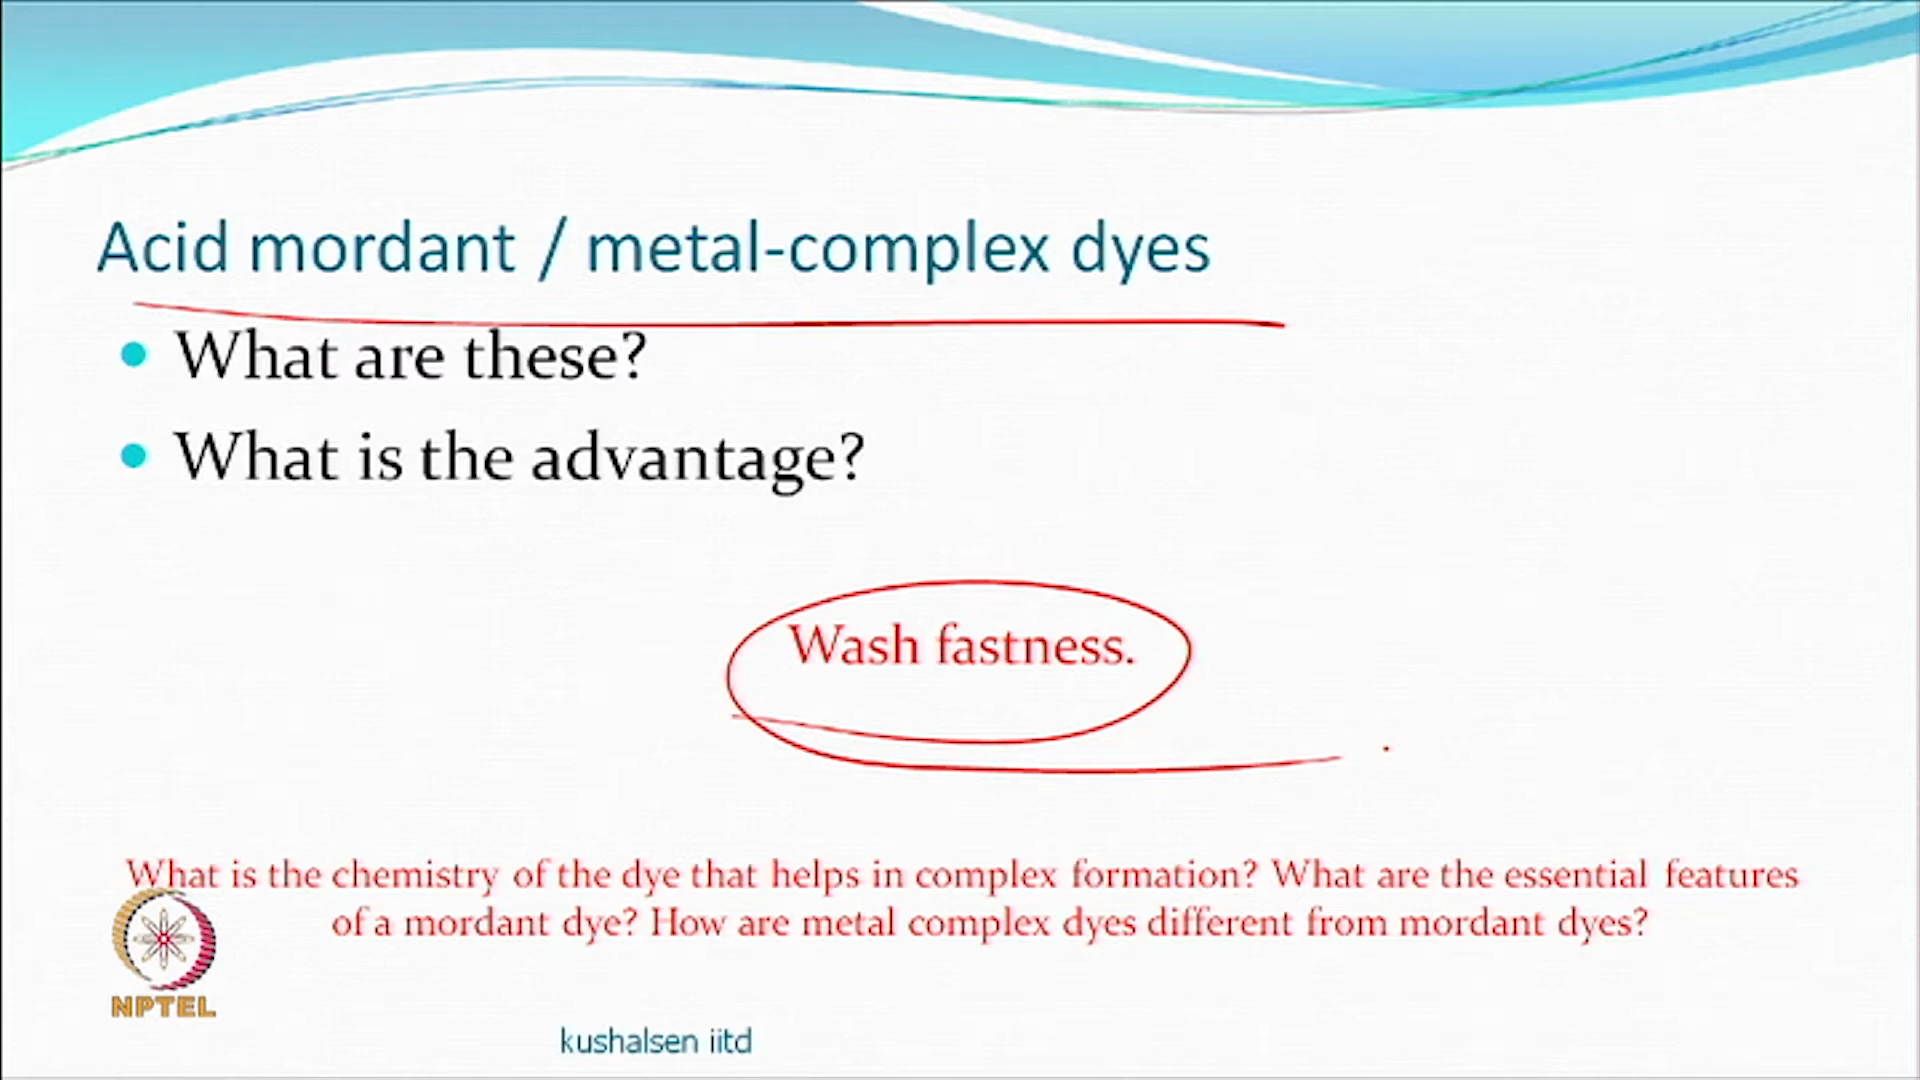 Acid mordant / metal-complex dyes
What are these?
What is the advantage?
Wash fastness.
What is the chemistry of the dye that helps in complex formation? What are the essential features
of a mordant dye? How are metal complex dyes different from mordant dyes?
NPTEL
kushalsen iitd